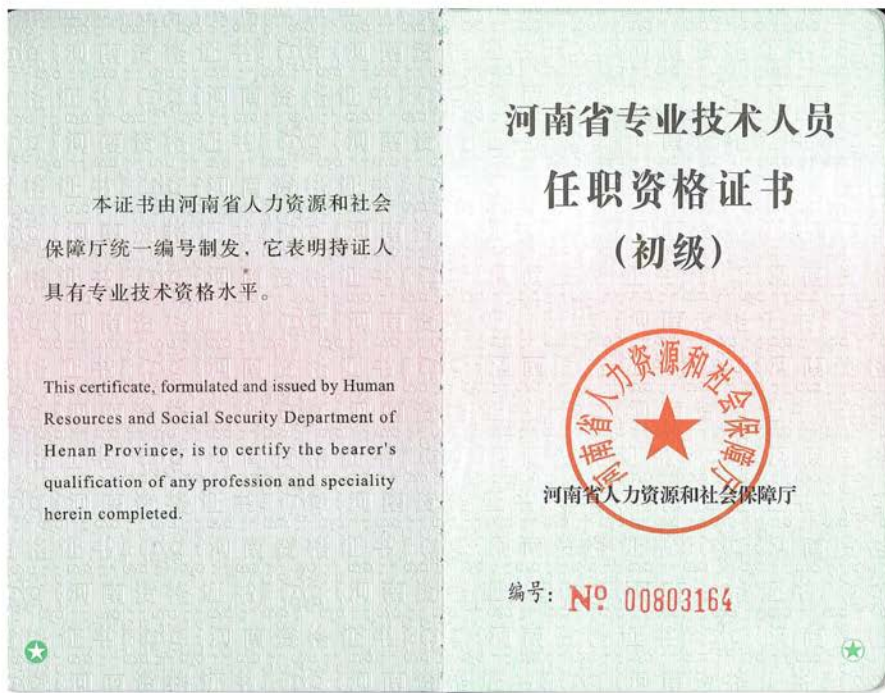 本证书由河南省人力资源和社会
保障厅统一编号制发，它表明持证人
具有专业技术资格水平。
This certificate, formulated and issued by Human
Resources and Social Security Department of
Henan Province, is to certify the bearer's
qualification of any profession and speciality
herein completed.
河南省专业技术人员
任职资格证书
(初级)
河南省人力资源和社会保障厅
河南省人力资源和社会保障厅
编号: Nº 00803164